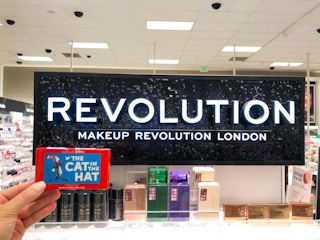 REVOLUTION
MAKEUP REVOLUTION LONDON
THE
CAT IN THE
HAT